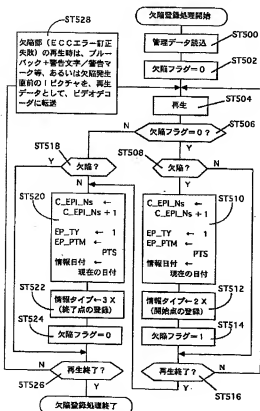 欠陥登録処理開始
ST528
欠陥部(ECCエラー訂正
失敗)の再生時は、ブルー
バック+警告文字/警告マ
ーク等、あるいは欠陥発生
直前のIピクチャを、再生
データとして、ビデオデコ
ーダに転送
管理データ読込
ST500
欠陥フラグ=0
ST502
再生
ST504
欠陥フラグ=0?
ST506
N
Y
ST518
欠陥?
N
Y
ST508
欠陥?
N
Y
ST520
C_EPI_Ns ←
C_EPI_Ns + 1
EP_TY ← 1
EP_PTM ←
PTS
情報日付 ←
現在の日付
ST510
C_EPI_Ns ←
C_EPI_Ns + 1
EP_TY ← 1
EP_PTM ←
PTS
情報日付 ←
現在の日付
ST522
情報タイプ←3X
(終了点の登録)
ST512
情報タイプ←2X
(開始点の登録)
ST524
欠陥フラグ=0
ST514
欠陥フラグ=1
N
再生終了?
ST526
Y
N
再生終了?
ST516
Y
欠陥登録処理終了